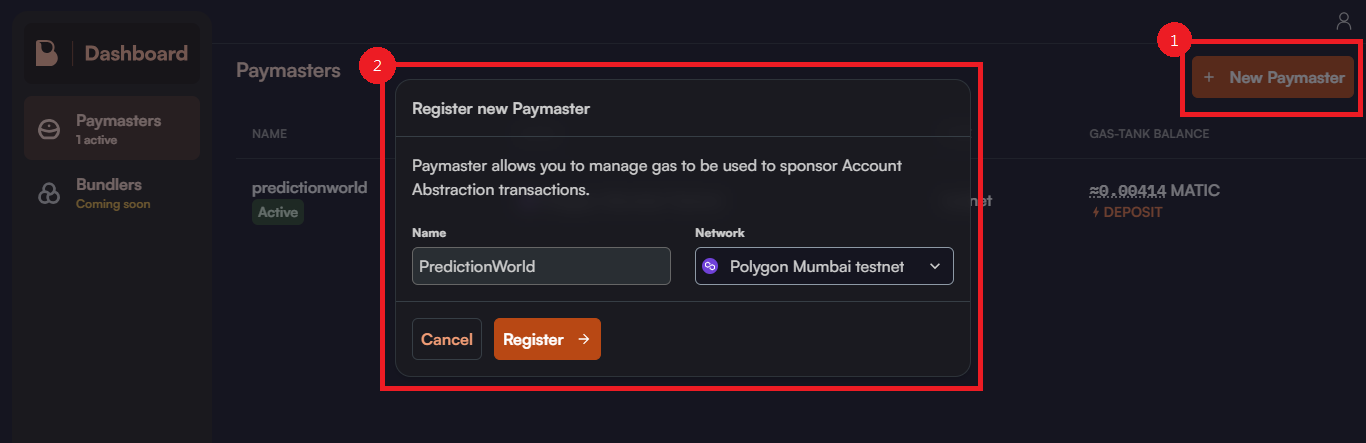 Dashboard
Paymasters
1 active
Bundlers
Coming soon
Paymasters
1
+ New Paymaster
NAME
GAS-TANK BALANCE
predictionworld
Active
net
≈0.00414 MATIC
DEPOSIT
2
Register new Paymaster
Paymaster allows you to manage gas to be used to sponsor Account
Abstraction transactions.
Name
Network
PredictionWorld
Polygon Mumbai testnet
Cancel
Register →